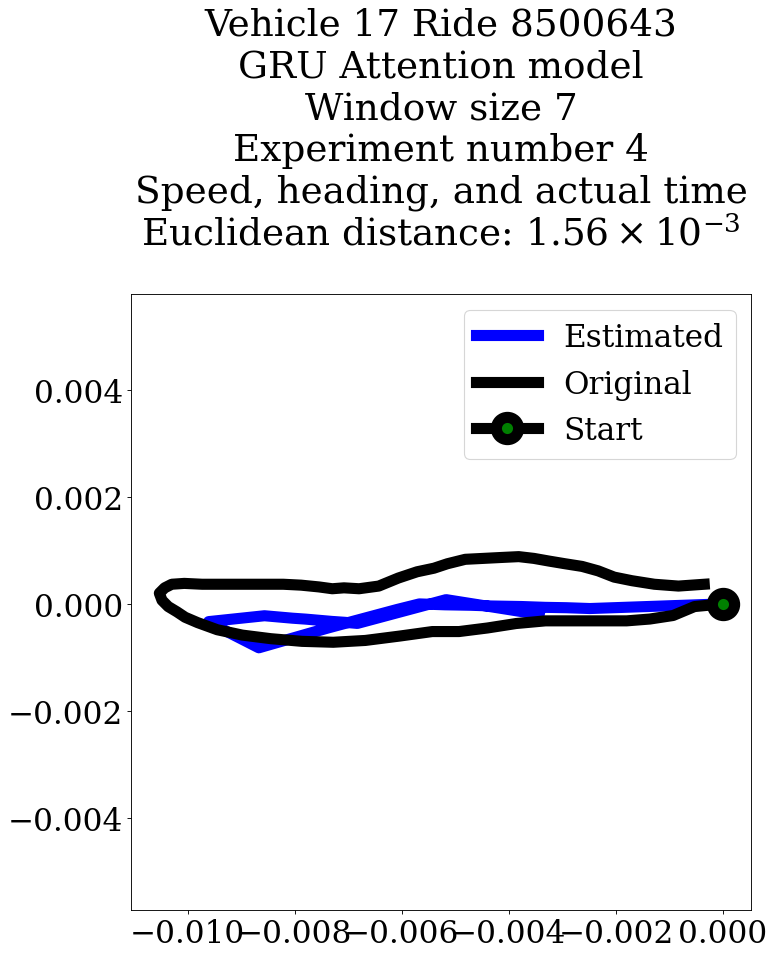 Vehicle 17 Ride 8500643
GRU Attention model
Window size 7
Experiment number 4
Speed, heading, and actual time
Euclidean distance: 1.56 × 10⁻³
Estimated
Original
Start
0.004
0.002
0.000
−0.002
−0.004
−0.010 −0.008 −0.006 −0.004 −0.002 0.000